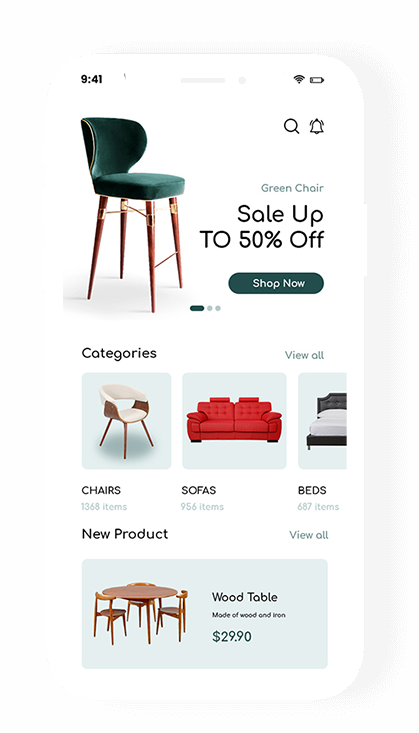 9:41
Green Chair
Sale Up
TO 50% Off
Shop Now
Categories
View all
CHAIRS
SOFAS
BEDS
1368 items
956 items
687 items
New Product
View all
Wood Table
Made of wood and iron
$29.90